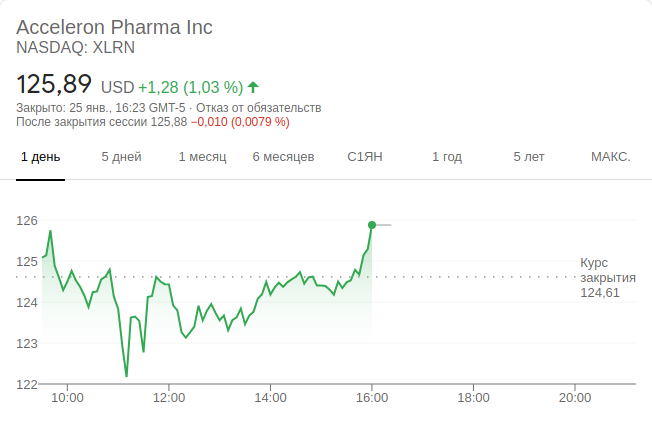 Acceleron Pharma Inc
NASDAQ: XLRN
125,89 USD +1,28 (1,03 %)
Закрыто: 25 янв., 16:23 GMT-5 · Отказ от обязательств
После закрытия сессии 125,88 −0,010 (0,0079 %)
1 день 5 дней 1 месяц 6 месяцев С1ЯН 1 год 5 лет МАКС.
126
125
Курс
закрытия
124,61
124
123
122
10:00 12:00 14:00 16:00 18:00 20:00